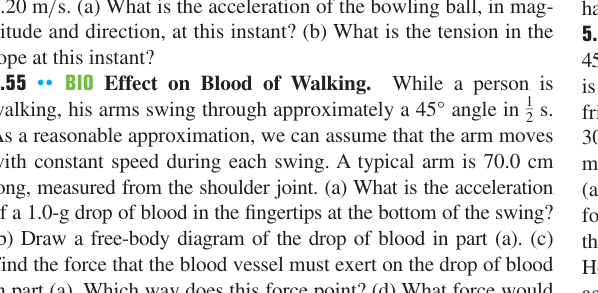 .20 m/s. (a) What is the acceleration of the bowling ball, in mag-
itude and direction, at this instant? (b) What is the tension in the
ope at this instant?
.55 •• BIO Effect on Blood of Walking. While a person is
walking, his arms swing through approximately a 45° angle in 1/2 s.
As a reasonable approximation, we can assume that the arm moves
with constant speed during each swing. A typical arm is 70.0 cm
long, measured from the shoulder joint. (a) What is the acceleration
of a 1.0-g drop of blood in the fingertips at the bottom of the swing?
(b) Draw a free-body diagram of the drop of blood in part (a). (c)
Find the force that the blood vessel must exert on the drop of blood
in part (a). Which way does this force point? (d) What force would
ha
5.
45
is
fri
30
m
(a
fo
th
He